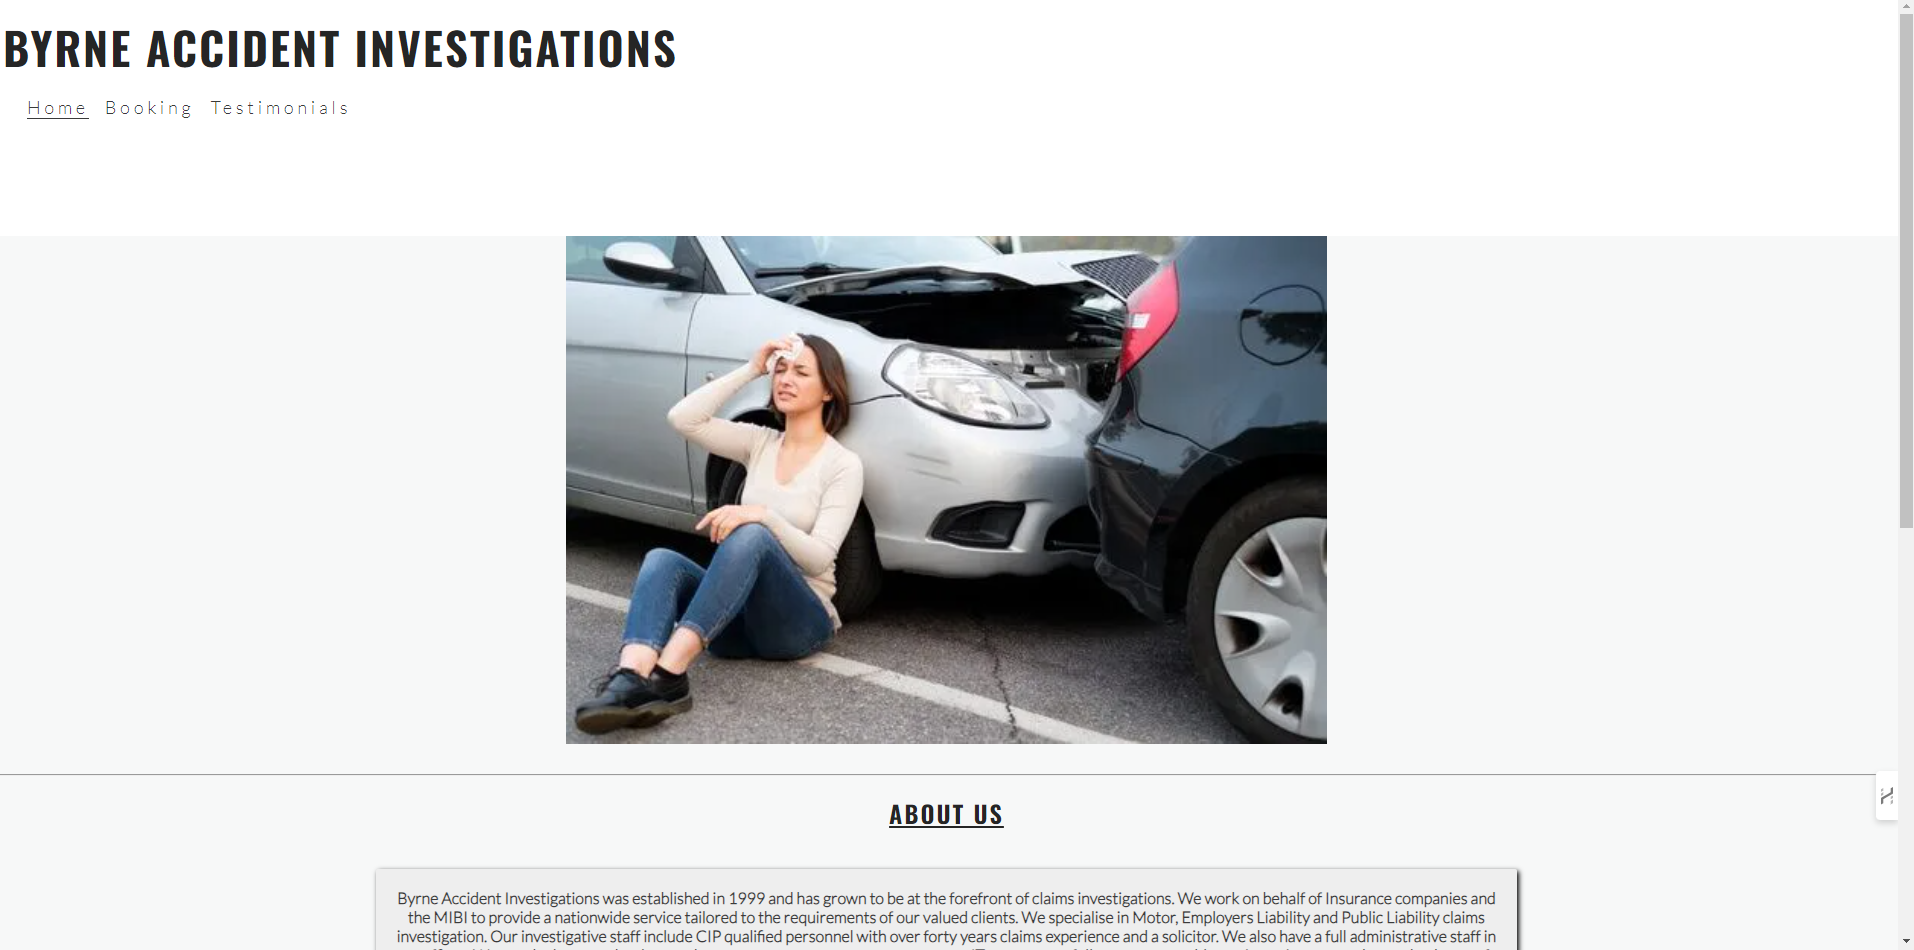 BYRNE ACCIDENT INVESTIGATIONS
Home Booking Testimonials
ABOUT US
Byrne Accident Investigations was established in 1999 and has grown to be at the forefront of claims investigations. We work on behalf of Insurance companies and
the MIBI to provide a nationwide service tailored to the requirements of our valued clients. We specialise in Motor, Employers Liability and Public Liability claims
investigation. Our investigative staff include CIP qualified personnel with over forty years claims experience and a solicitor. We also have a full administrative staff in